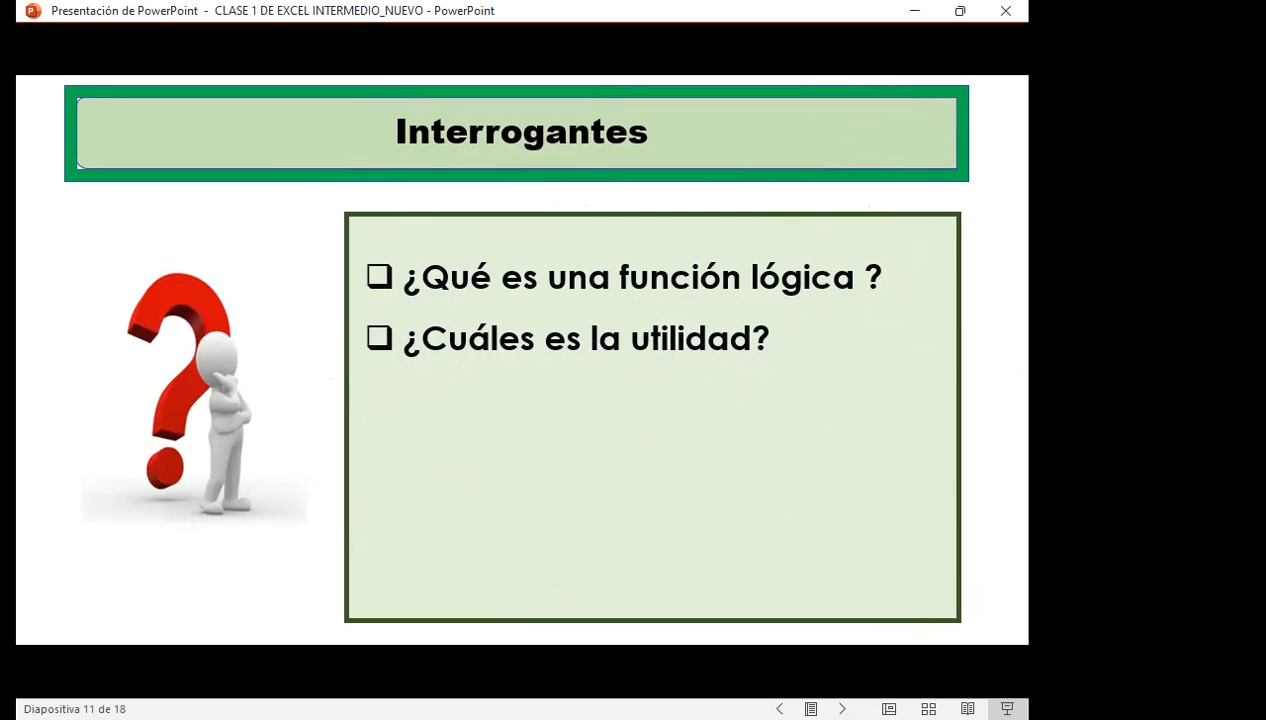 Presentación de PowerPoint - CLASE 1 DE EXCEL INTERMEDIO_NUEVO - PowerPoint
Interrogantes
¿Qué es una función lógica ?
¿Cuáles es la utilidad?
Diapositiva 11 de 18